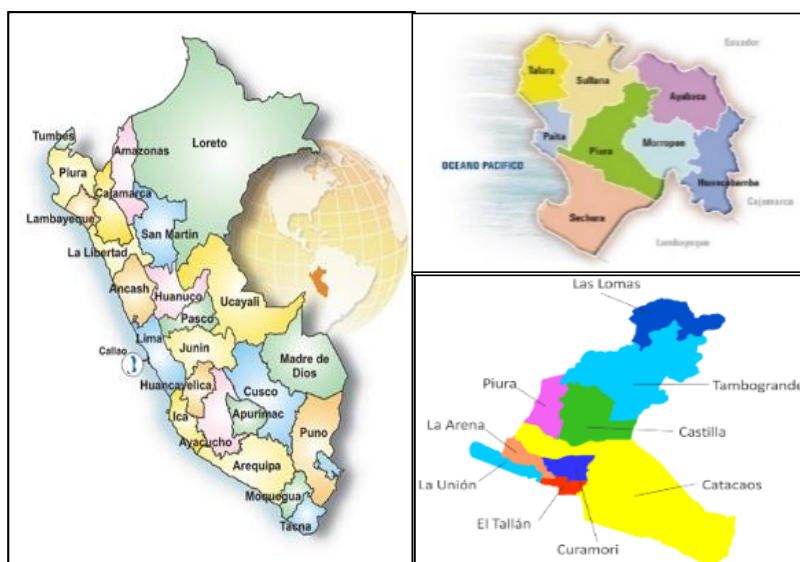 Tumbes
Loreto
Amazonas
Piura
Cajamarca
Lambayeque
San Martin
La Libertad
Ancash
Huanuco
Ucayali
Pasco
Lima
Callao
Junin
Madre de
Dios
Huancavelica
Cusco
Ica
Apurimac
Puno
Ayacucho
Arequipa
Moquegua
Tacna
Ecuador
Talara
Sullana
Ayabaca
Paita
Piura
Morropon
OCEANO PACIFICO
Huancabamba
Cajamarca
Sechura
Lambayeque
Las Lomas
Piura
Tambogrande
La Arena
Castilla
La Unión
Catacaos
El Tallán
Curamori